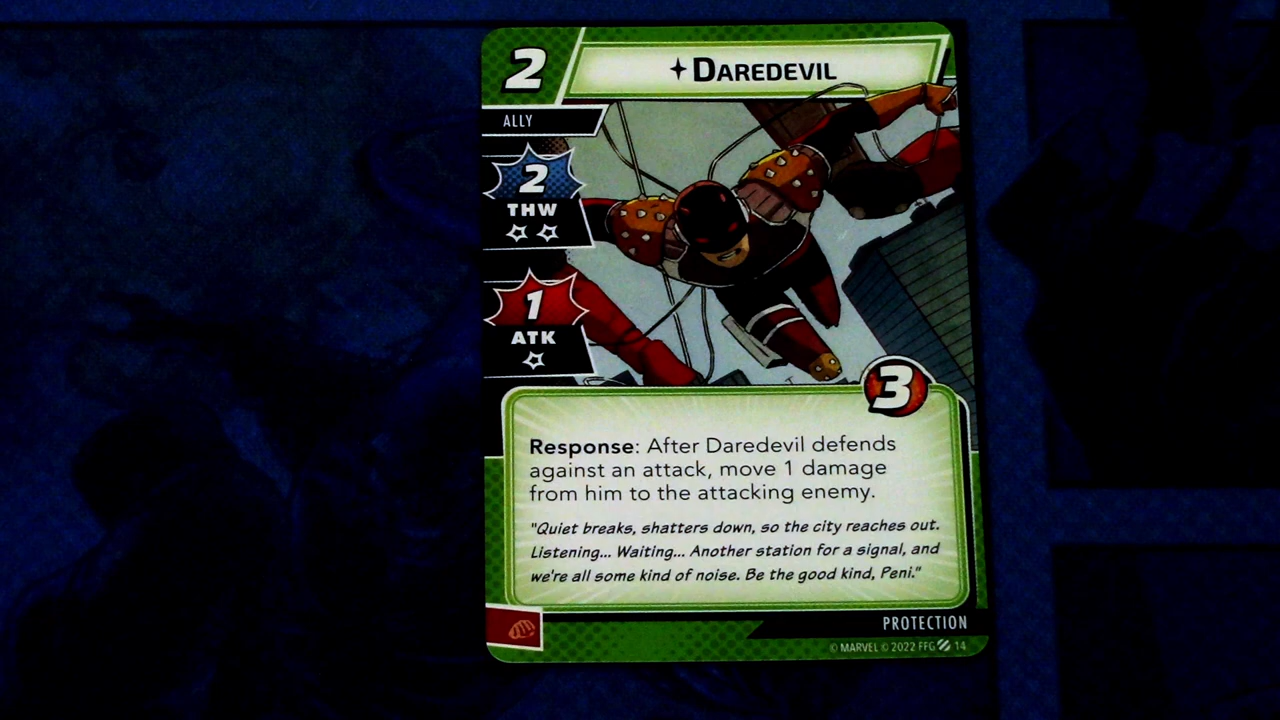 2
DAREDEVIL
ALLY
2
THW
1
ATK
3
Response: After Daredevil defends
against an attack, move 1 damage
from him to the attacking enemy.
"Quiet breaks, shatters down, so the city reaches out.
Listening... Waiting... Another station for a signal, and
we're all some kind of noise. Be the good kind, Peni."
PROTECTION
© MARVEL © 2022 FFG 14